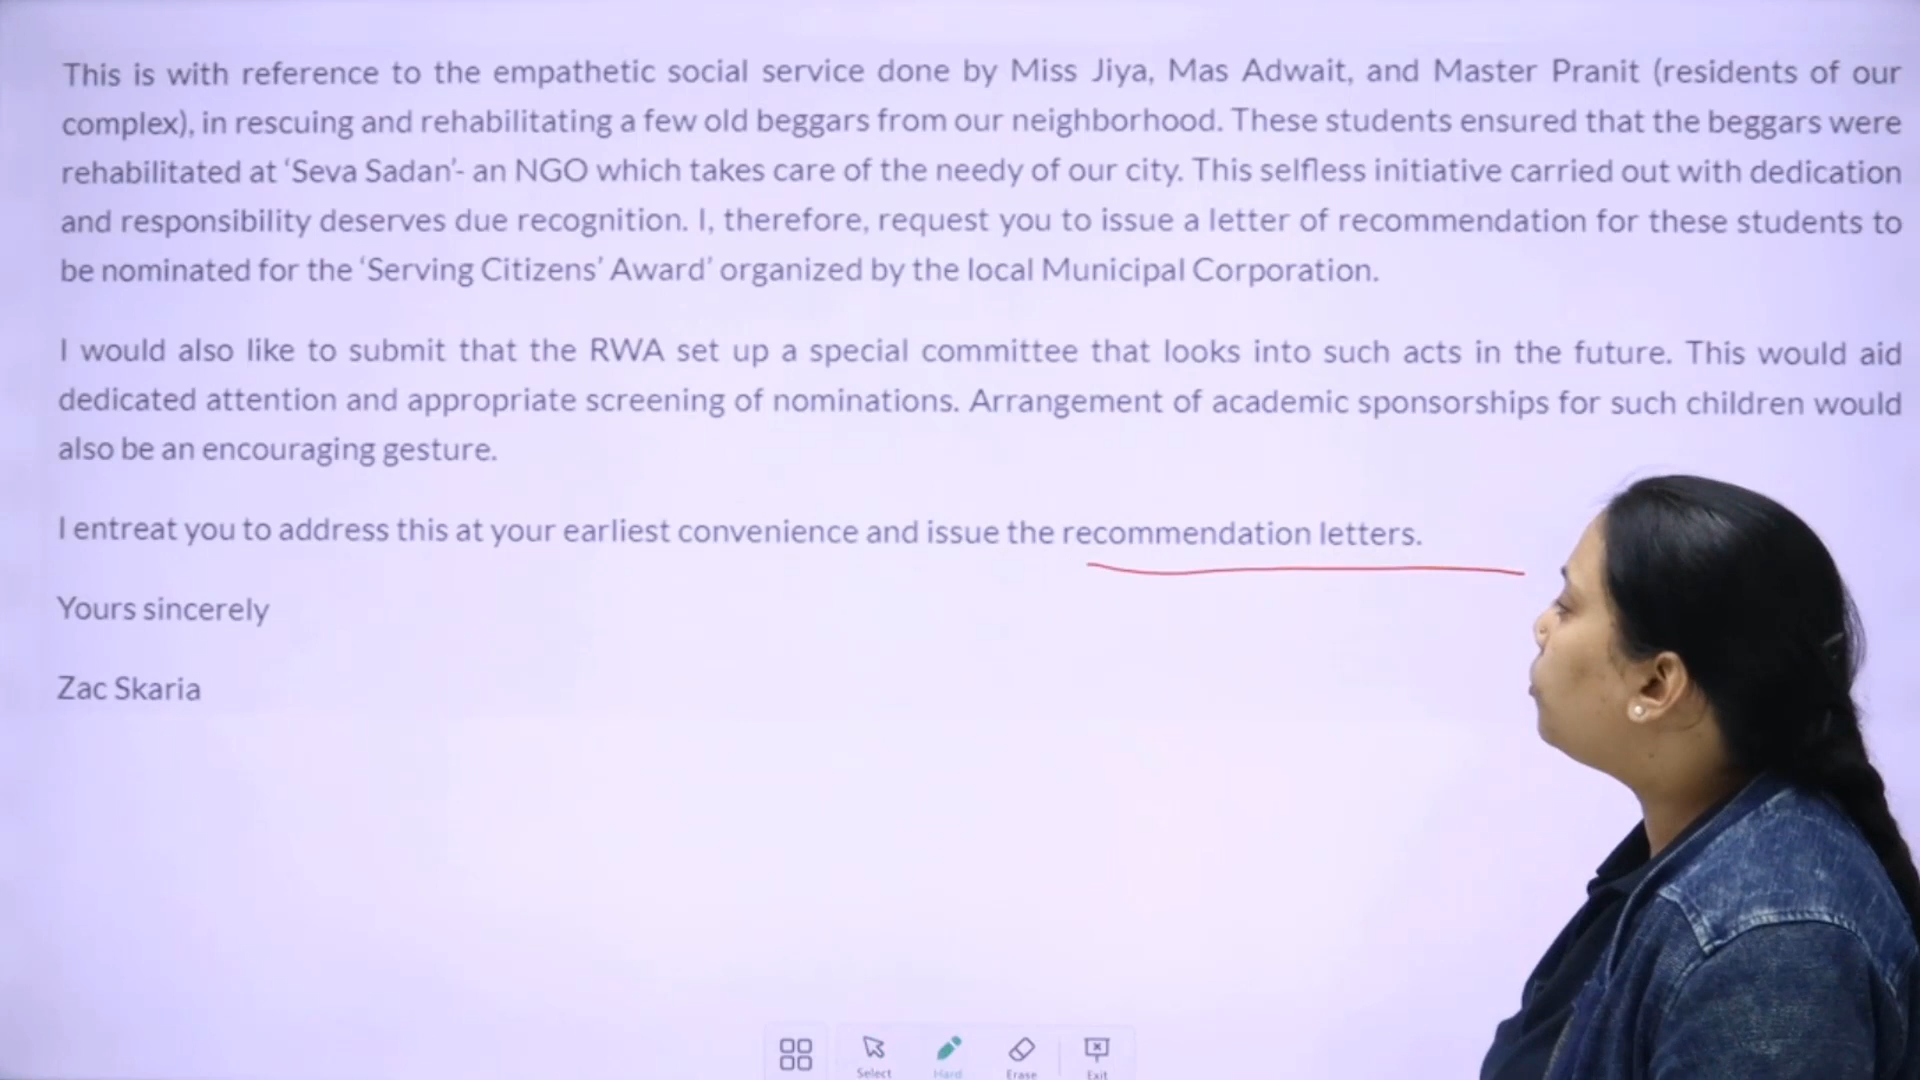 This is with reference to the empathetic social service done by Miss Jiya, Mas Adwait, and Master Pranit (residents of our
complex), in rescuing and rehabilitating a few old beggars from our neighborhood. These students ensured that the beggars were
rehabilitated at ‘Seva Sadan’- an NGO which takes care of the needy of our city. This selfless initiative carried out with dedication
and responsibility deserves due recognition. I, therefore, request you to issue a letter of recommendation for these students to
be nominated for the ‘Serving Citizens’ Award’ organized by the local Municipal Corporation.
I would also like to submit that the RWA set up a special committee that looks into such acts in the future. This would aid
dedicated attention and appropriate screening of nominations. Arrangement of academic sponsorships for such children would
also be an encouraging gesture.
I entreat you to address this at your earliest convenience and issue the recommendation letters.
Yours sincerely
Zac Skaria
Select Hard Erase Exit